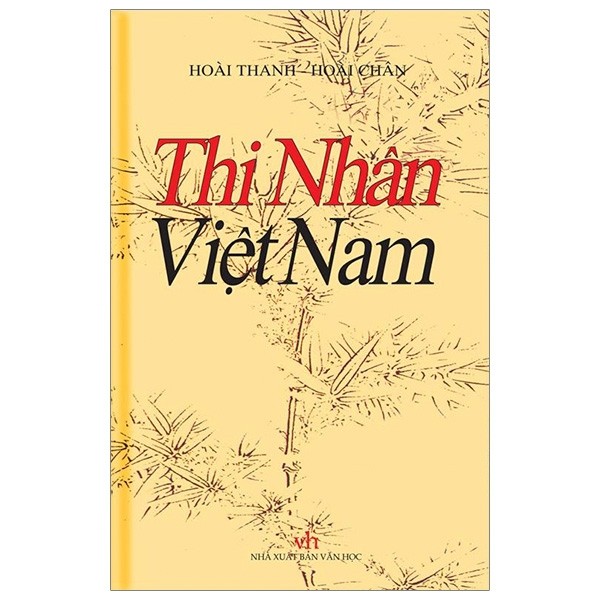 HOÀI THANH - HOÀI CHÂN
Thi Nhân
Việt Nam
vh
NHÀ XUẤT BẢN VĂN HỌC